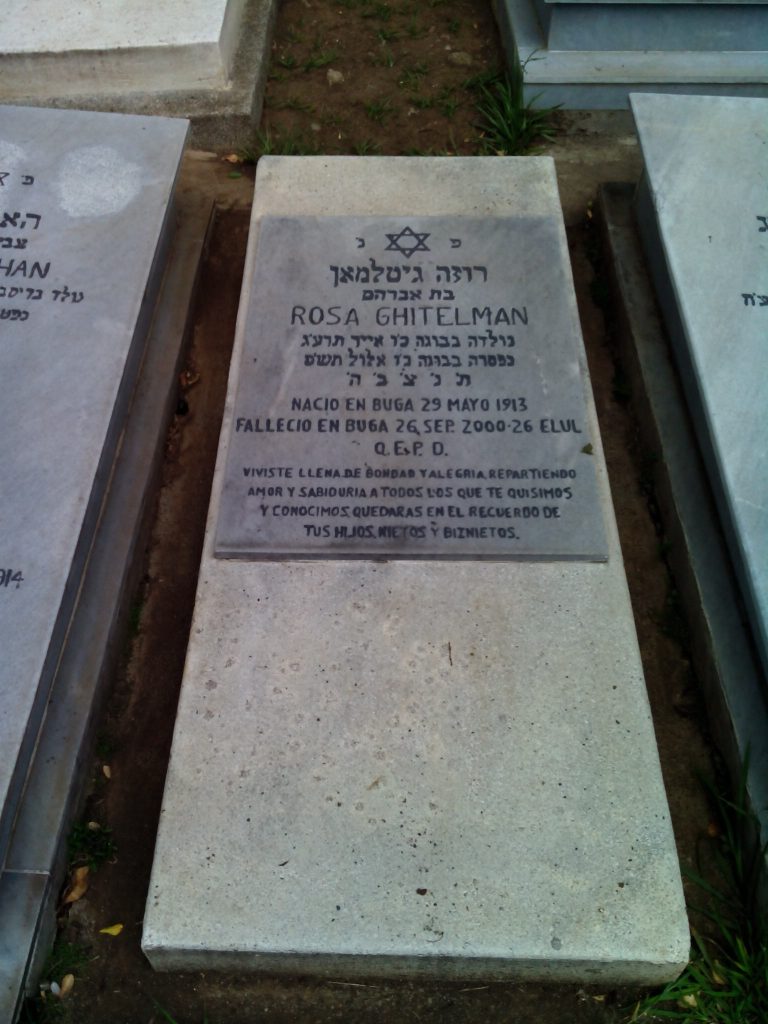 פ נ
רוזה גיטלמאן
בת אברהם
ROSA GHITELMAN
נולדה בבוגה כ'ו אייר תרע'ג
נפטרה בבוגה כ'ו אלול תש'ס
ת' נ' צ' ב' ה'
NACIO EN BUGA 29 MAYO 1913
FALLECIO EN BUGA 26, SEP. 2000-26 ELUL
Q.E.P. D.
VIVISTE LLENA.DE BONDAD Y ALEGRIA. REPARTIENDO
AMOR Y SABIDURIA A TODOS LOS QUE TE QUISIMOS
Y CONOCIMOS, QUEDARAS EN EL RECUERDO DE
TUS HIJOS, NIETOS Y BIZNIETOS.
HAN
914